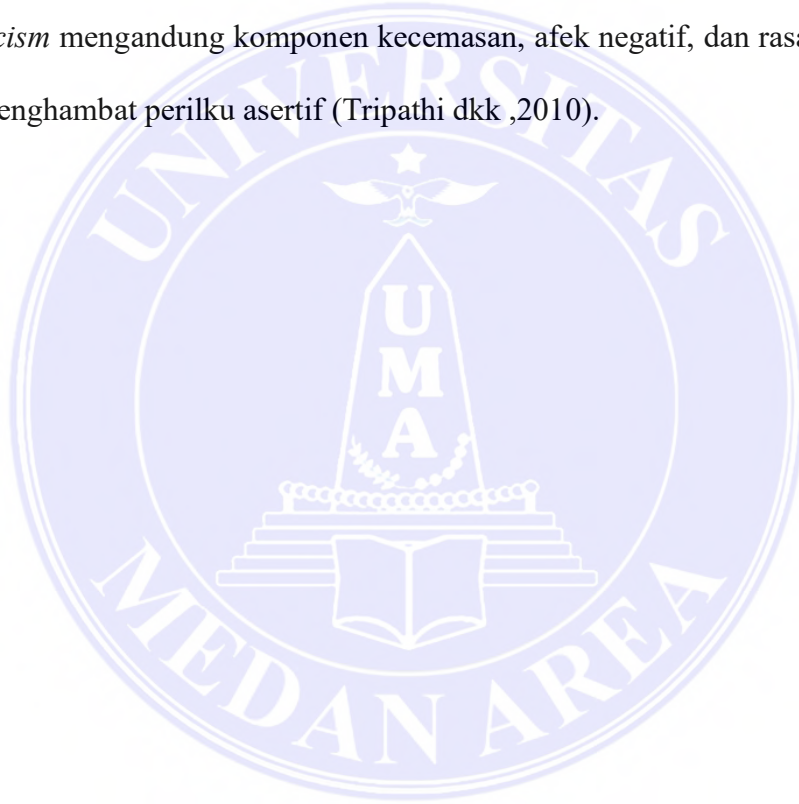 cism mengandung komponen kecemasan, afek negatif, dan rasa
enghambat perilku asertif (Tripathi dkk ,2010).
UNIVERSITAS
UMA
MEDAN AREA